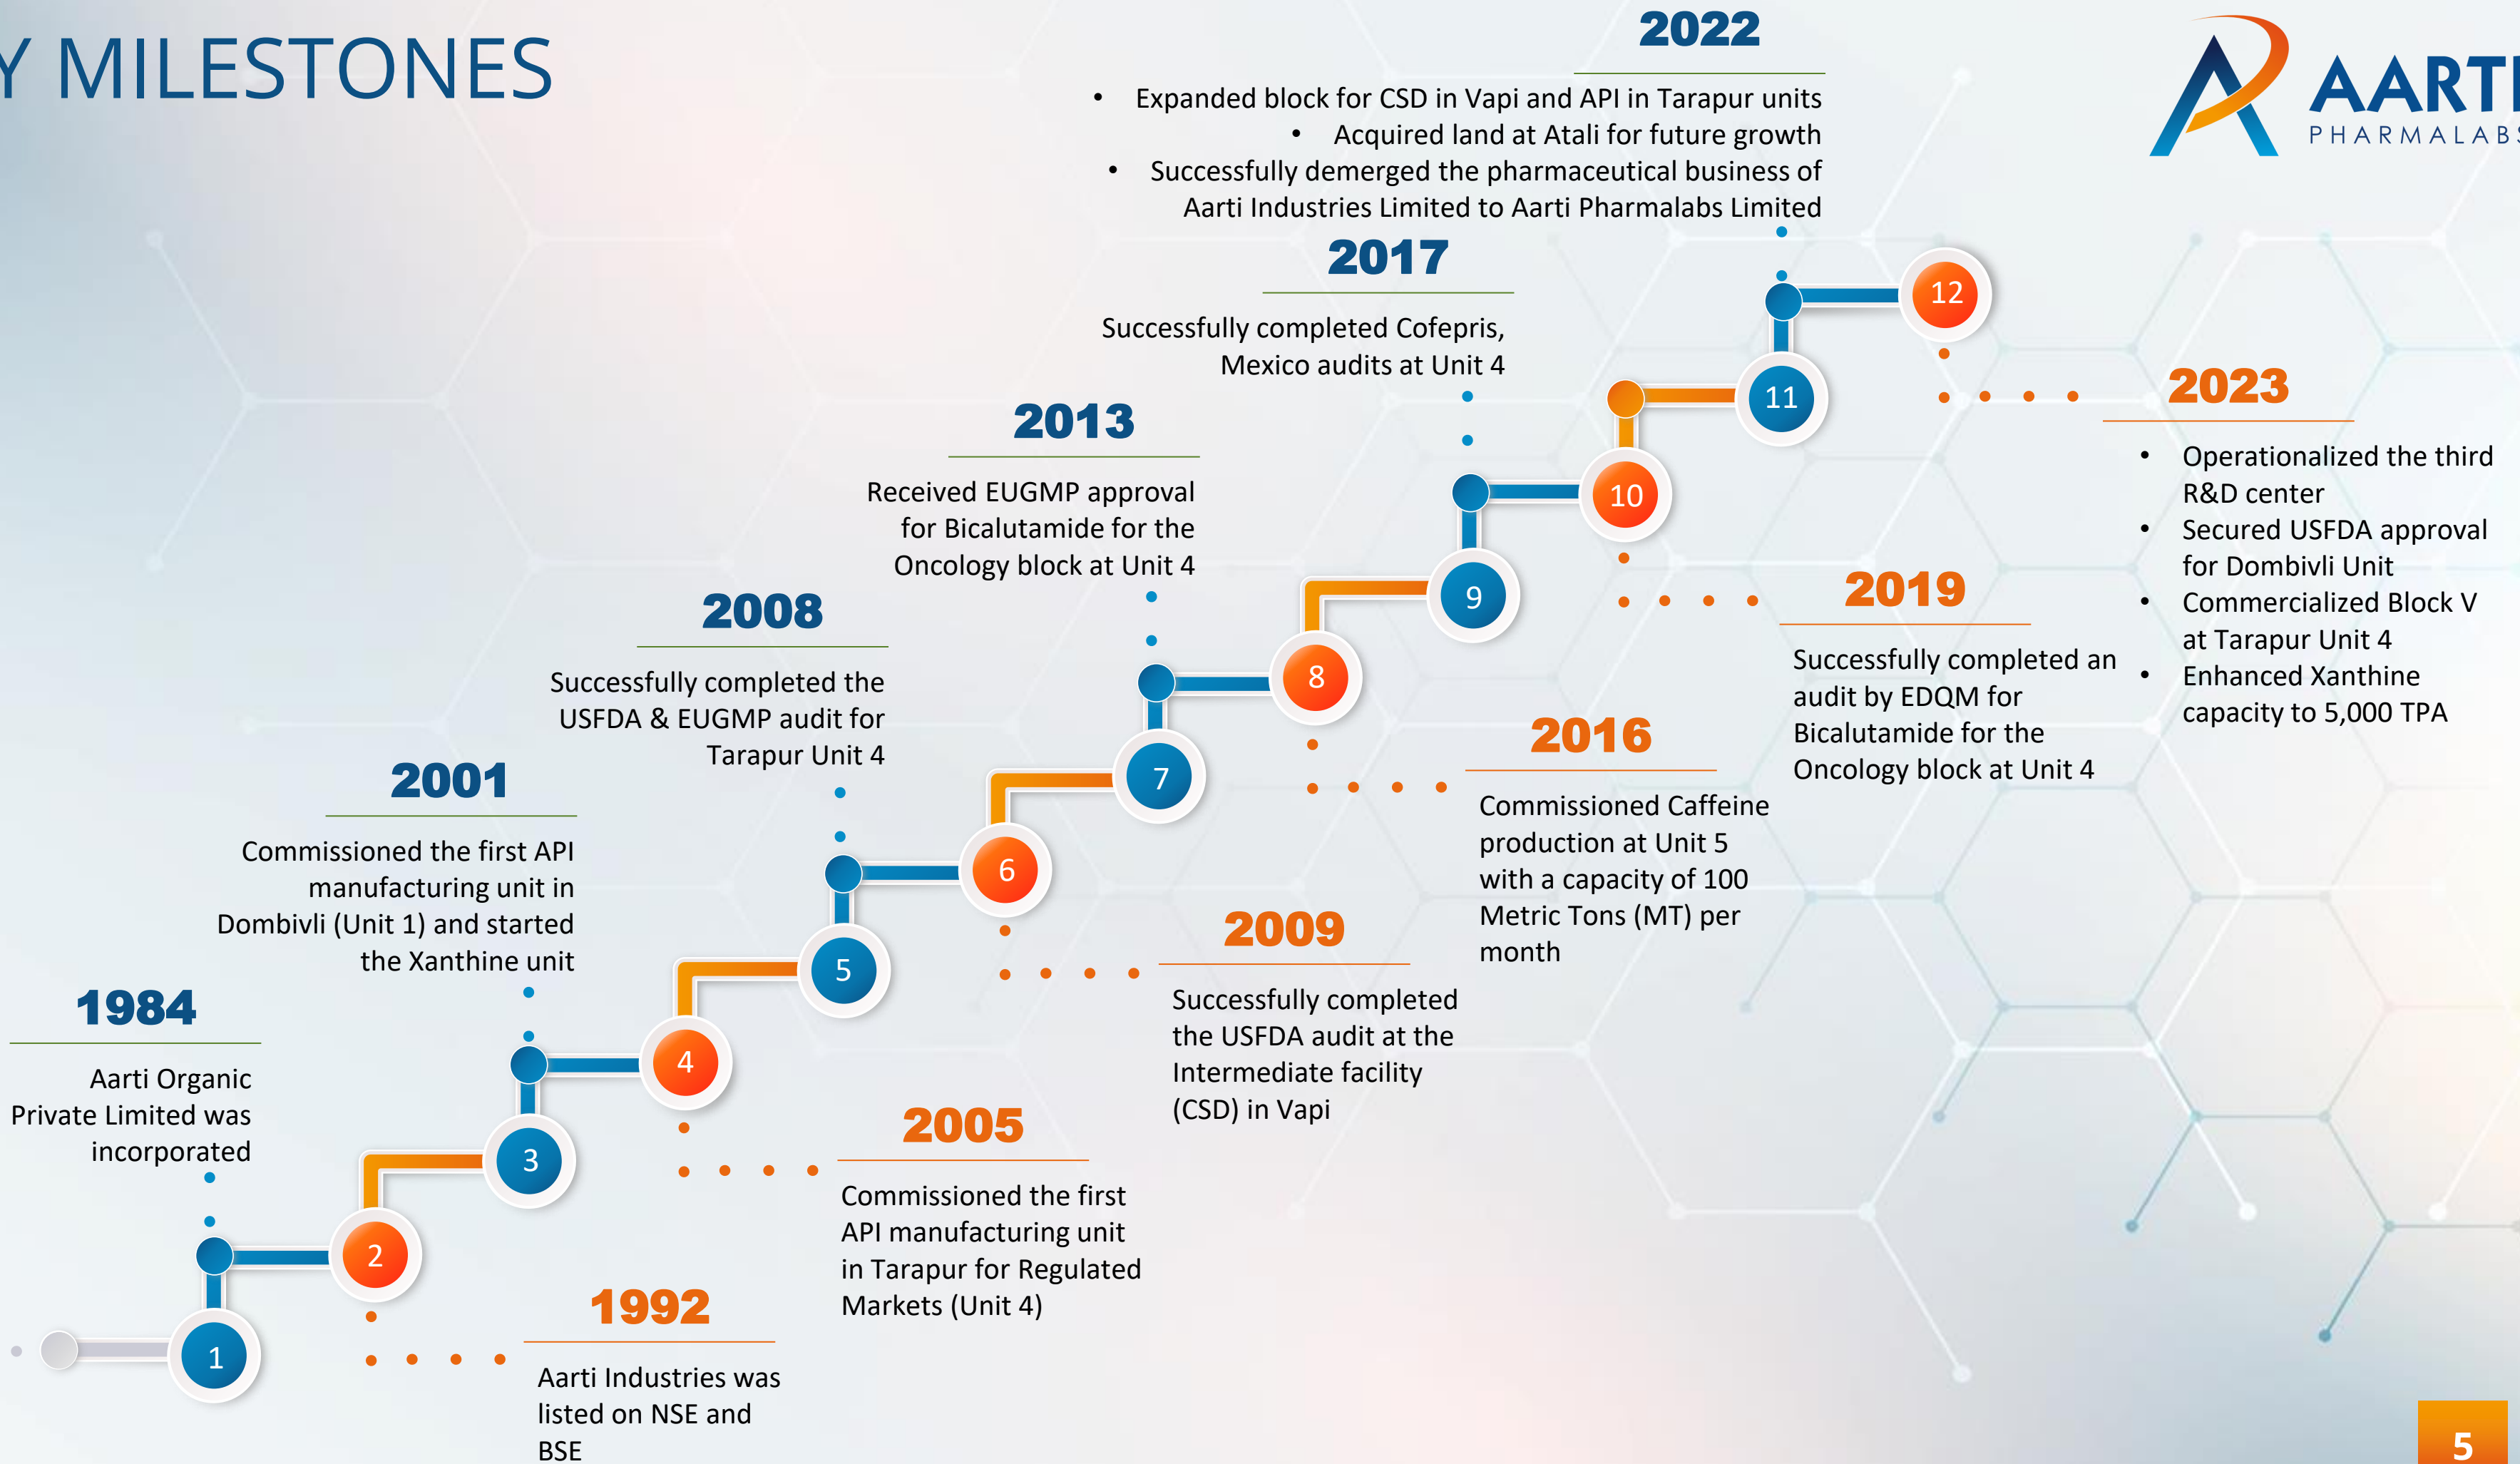 Y MILESTONES
AARTI
PHARMALABS
2022
• Expanded block for CSD in Vapi and API in Tarapur units
• Acquired land at Atali for future growth
• Successfully demerged the pharmaceutical business of
Aarti Industries Limited to Aarti Pharmalabs Limited
2017
Successfully completed Cofepris,
Mexico audits at Unit 4
2013
Received EUGMP approval
for Bicalutamide for the
Oncology block at Unit 4
2008
Successfully completed the
USFDA & EUGMP audit for
Tarapur Unit 4
2001
Commissioned the first API
manufacturing unit in
Dombivli (Unit 1) and started
the Xanthine unit
1984
Aarti Organic
Private Limited was
incorporated
1
2
3
4
5
6
7
8
9
10
11
12
1992
Aarti Industries was
listed on NSE and
BSE
2005
Commissioned the first
API manufacturing unit
in Tarapur for Regulated
Markets (Unit 4)
2009
Successfully completed
the USFDA audit at the
Intermediate facility
(CSD) in Vapi
2016
Commissioned Caffeine
production at Unit 5
with a capacity of 100
Metric Tons (MT) per
month
2019
Successfully completed an
audit by EDQM for
Bicalutamide for the
Oncology block at Unit 4
2023
• Operationalized the third
R&D center
• Secured USFDA approval
for Dombivli Unit
• Commercialized Block V
at Tarapur Unit 4
• Enhanced Xanthine
capacity to 5,000 TPA
5